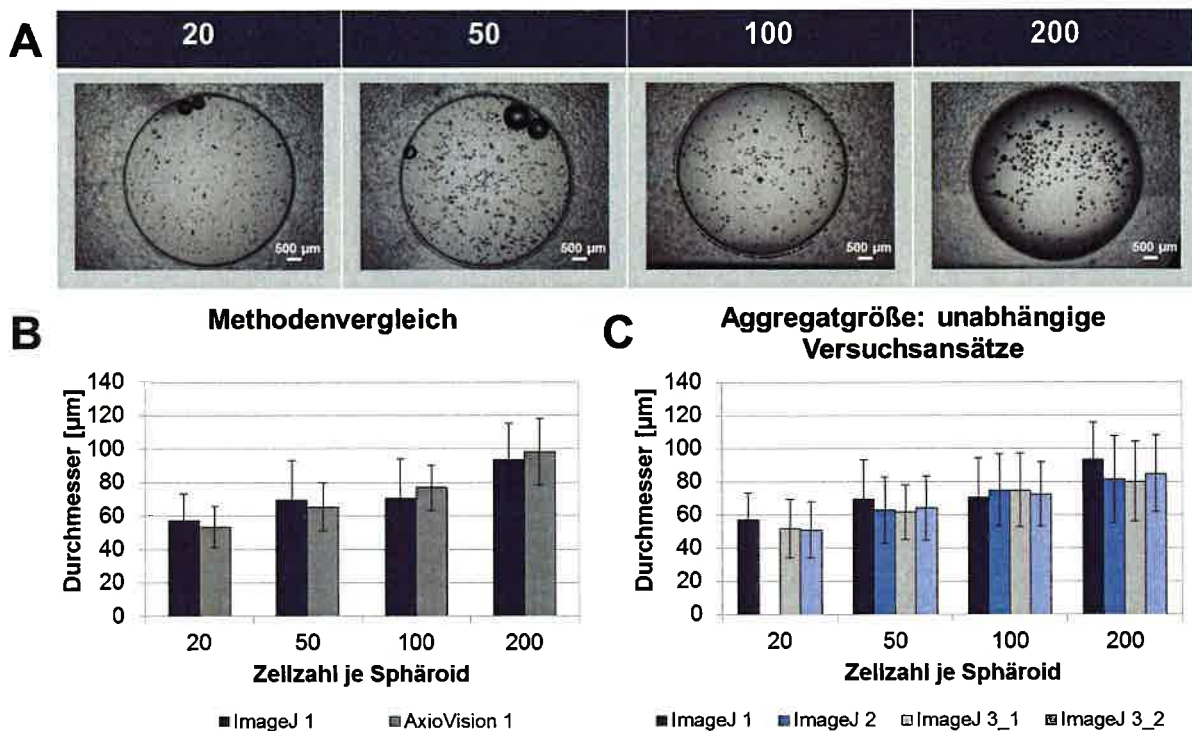 A
20 50 100 200
500 µm 500 µm 500 µm 500 µm
B
Methodenvergleich
Durchmesser [µm]
140
120
100
80
60
40
20
0
20 50 100 200
Zellzahl je Sphäroid
ImageJ 1 AxioVision 1
C
Aggregatgröße: unabhängige
Versuchsansätze
Durchmesser [µm]
140
120
100
80
60
40
20
0
20 50 100 200
Zellzahl je Sphäroid
ImageJ 1 ImageJ 2 ImageJ 3_1 ImageJ 3_2